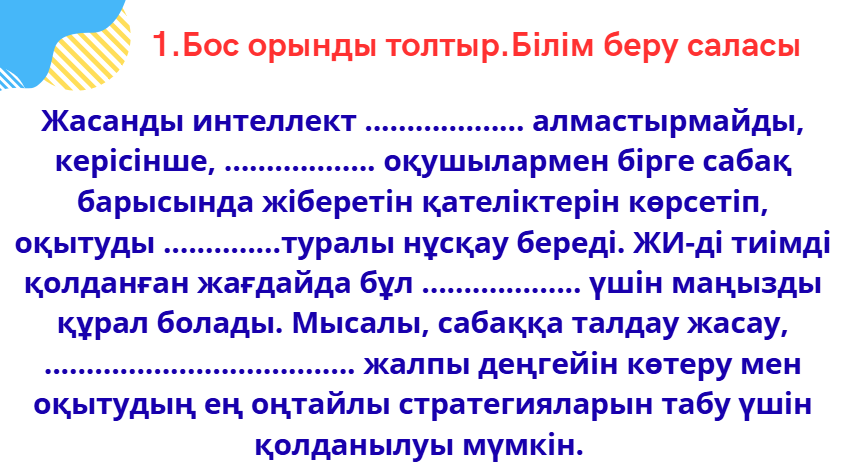 1.Бос орынды толтыр.Білім беру саласы
Жасанды интеллект ................... алмастырмайды,
керісінше, .................. оқушылармен бірге сабақ
барысында жіберетін қателіктерін көрсетіп,
оқытуды ..............туралы нұсқау береді. ЖИ-ді тиімді
қолданған жағдайда бұл ................... үшін маңызды
құрал болады. Мысалы, сабаққа талдау жасау,
..................................... жалпы деңгейін көтеру мен
оқытудың ең оңтайлы стратегияларын табу үшін
қолданылуы мүмкін.